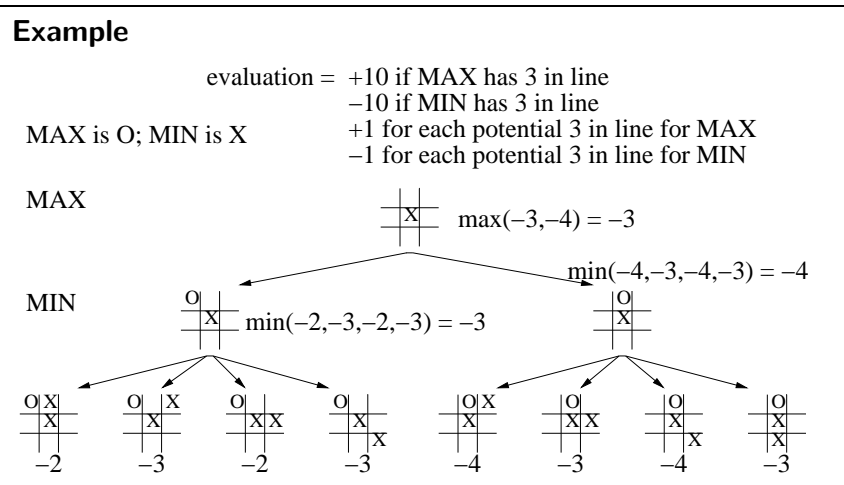 Example
evaluation = +10 if MAX has 3 in line
−10 if MIN has 3 in line
MAX is O; MIN is X
+1 for each potential 3 in line for MAX
−1 for each potential 3 in line for MIN
MAX
X
max(−3,−4) = −3
min(−4,−3,−4,−3) = −4
MIN
O
X
min(−2,−3,−2,−3) = −3
O
X
O X
X
O X
X
O
X X
O
X
X
O X
X
O
X X
O
X
X
O
X
X
−2 −3 −2 −3 −4 −3 −4 −3